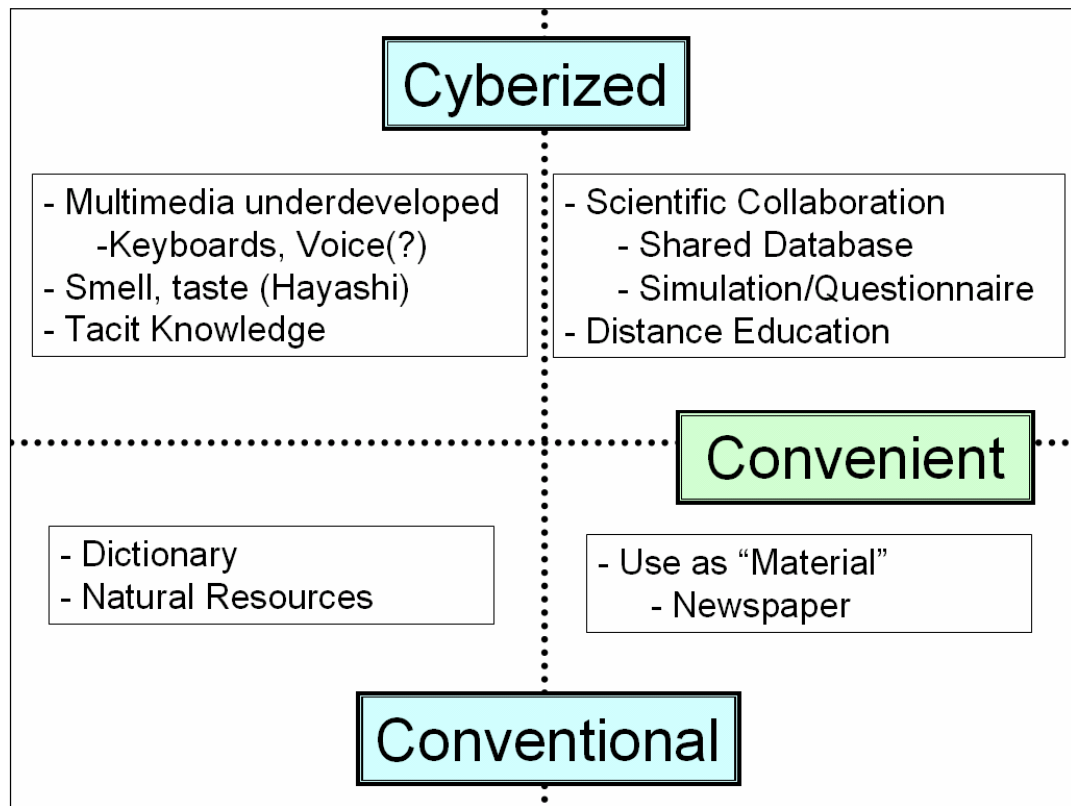 Cyberized
- Multimedia underdeveloped
-Keyboards, Voice(?)
- Smell, taste (Hayashi)
- Tacit Knowledge
- Scientific Collaboration
- Shared Database
- Simulation/Questionnaire
- Distance Education
Convenient
- Dictionary
- Natural Resources
- Use as “Material”
- Newspaper
Conventional